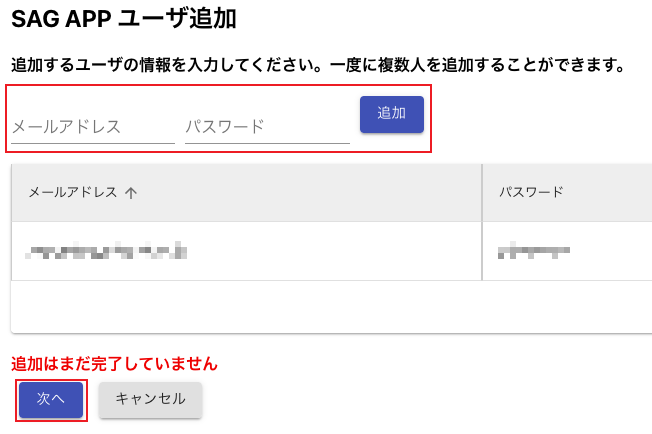 SAG APP ユーザ追加
追加するユーザの情報を入力してください。一度に複数人を追加することができます。
メールアドレス パスワード 追加
メールアドレス ↑ パスワード
追加はまだ完了していません
次へ キャンセル